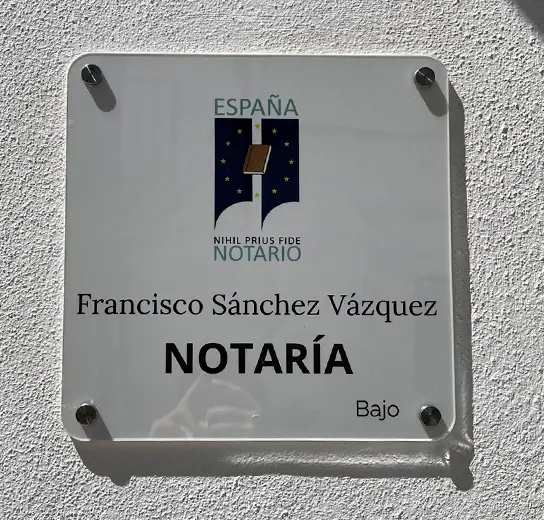 ESPAÑA
NIHIL PRIUS FIDE
NOTARIO
Francisco Sánchez Vázquez
NOTARÍA
Bajo